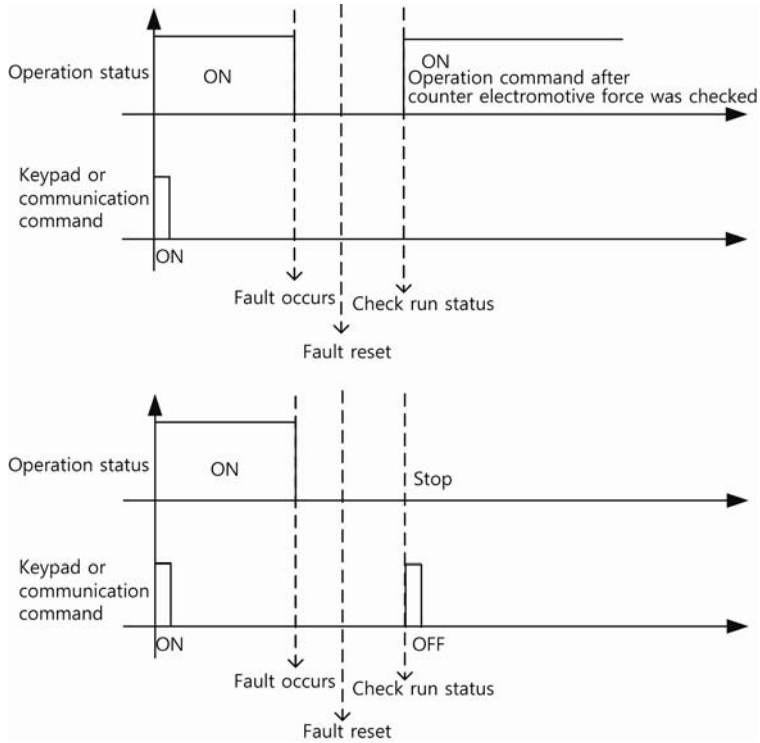 Operation status
ON
ON
Operation command after
counter electromotive force was checked
Keypad or
communication
command
ON
Fault occurs
Check run status
Fault reset
Operation status
ON
Stop
Keypad or
communication
command
ON
OFF
Fault occurs
Check run status
Fault reset